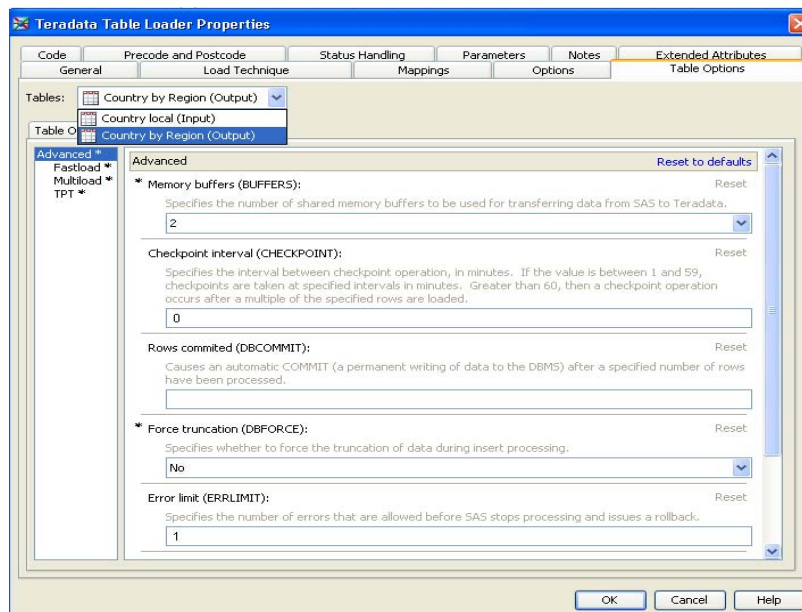 Teradata Table Loader Properties
Code Precode and Postcode Status Handling Parameters Notes Extended Attributes
General Load Technique Mappings Options Table Options
Tables: Country by Region (Output)
Country local (Input)
Country by Region (Output)
Table O
Advanced *
Fastload *
Multiload *
TPT *
Advanced Reset to defaults
* Memory buffers (BUFFERS): Reset
Specifies the number of shared memory buffers to be used for transferring data from SAS to Teradata.
2
Checkpoint interval (CHECKPOINT): Reset
Specifies the interval between checkpoint operation, in minutes. If the value is between 1 and 59,
checkpoints are taken at specified intervals in minutes. Greater than 60, then a checkpoint operation
occurs after a multiple of the specified rows are loaded.
0
Rows commited (DBCOMMIT): Reset
Causes an automatic COMMIT (a permanent writing of data to the DBMS) after a specified number of rows
have been processed.
* Force truncation (DBFORCE): Reset
Specifies whether to force the truncation of data during insert processing.
No
Error limit (ERRLIMIT): Reset
Specifies the number of errors that are allowed before SAS stops processing and issues a rollback.
1
OK Cancel Help